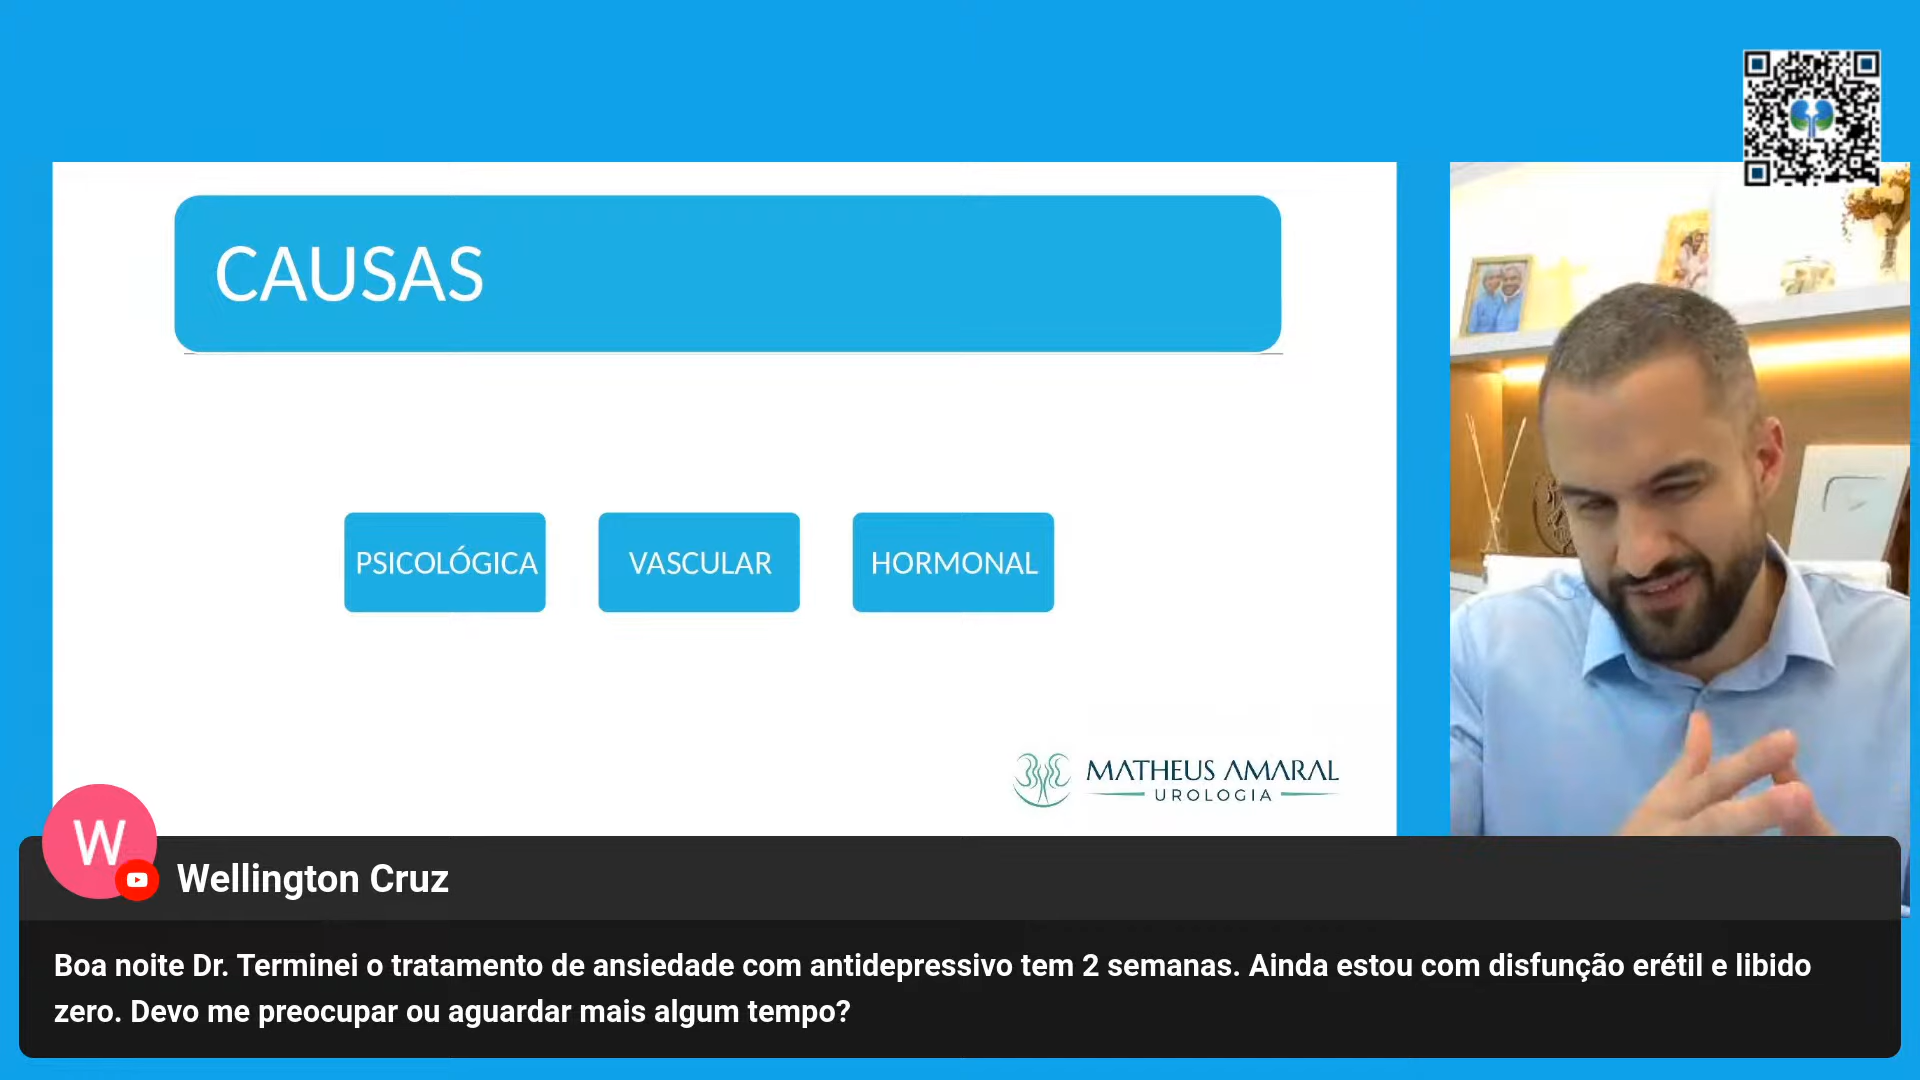 CAUSAS
PSICOLÓGICA
VASCULAR
HORMONAL
MATHEUS AMARAL
UROLOGIA
W
Wellington Cruz
Boa noite Dr. Terminei o tratamento de ansiedade com antidepressivo tem 2 semanas. Ainda estou com disfunção erétil e libido
zero. Devo me preocupar ou aguardar mais algum tempo?